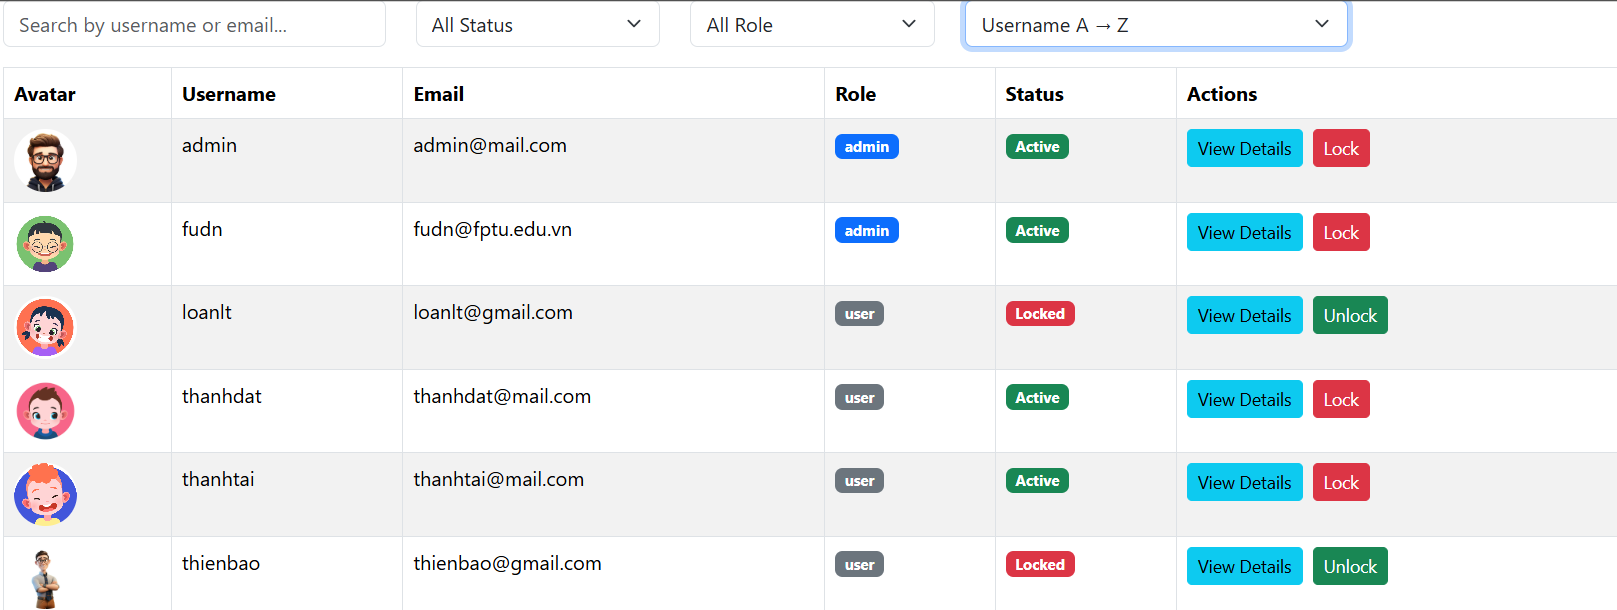 Search by username or email... All Status All Role Username A → Z
Avatar Username Email Role Status Actions
admin admin@mail.com admin Active View Details Lock
fudn fudn@fptu.edu.vn admin Active View Details Lock
loanlt loanlt@gmail.com user Locked View Details Unlock
thanhdat thanhdat@mail.com user Active View Details Lock
thanhtai thanhtai@mail.com user Active View Details Lock
thienbao thienbao@gmail.com user Locked View Details Unlock